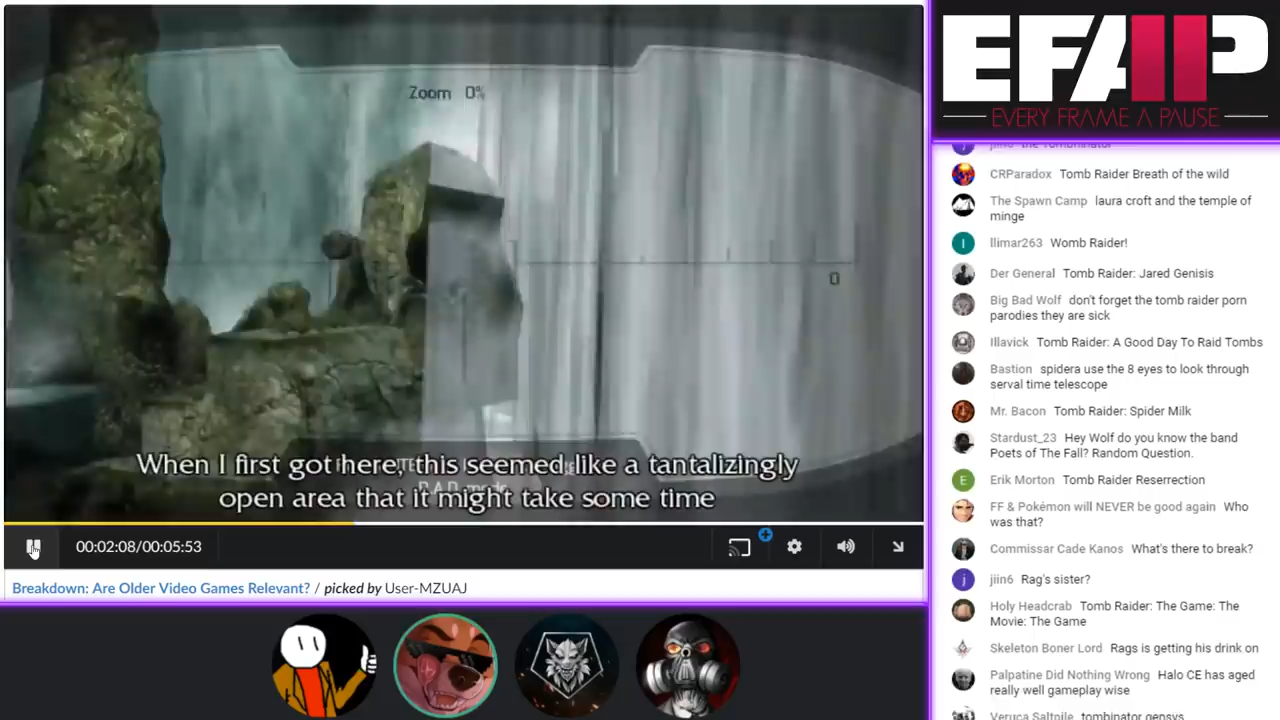 Zoom 0%
0
When I first got here, this seemed like a tantalizingly
open area that it might take some time
00:02:08/00:05:53
Breakdown: Are Older Video Games Relevant? / picked by User-MZUAJ
EFAP
EVERY FRAME A PAUSE
jiin6 the Tombrinator
CRParadox Tomb Raider Breath of the wild
The Spawn Camp laura croft and the temple of
minge
llimar263 Womb Raider!
Der General Tomb Raider: Jared Genisis
Big Bad Wolf don't forget the tomb raider porn
parodies they are sick
Illavick Tomb Raider: A Good Day To Raid Tombs
Bastion spidera use the 8 eyes to look through
serval time telescope
Mr. Bacon Tomb Raider: Spider Milk
Stardust_23 Hey Wolf do you know the band
Poets of The Fall? Random Question.
Erik Morton Tomb Raider Resurrection
FF & Pokémon will NEVER be good again Who
was that?
Commissar Cade Kanos What's there to break?
jiin6 Rag's sister?
Holy Headcrab Tomb Raider: The Game: The
Movie: The Game
Skeleton Boner Lord Rags is getting his drink on
Palpatine Did Nothing Wrong Halo CE has aged
really well gameplay wise
Veruca Saltpile tombinator gensys